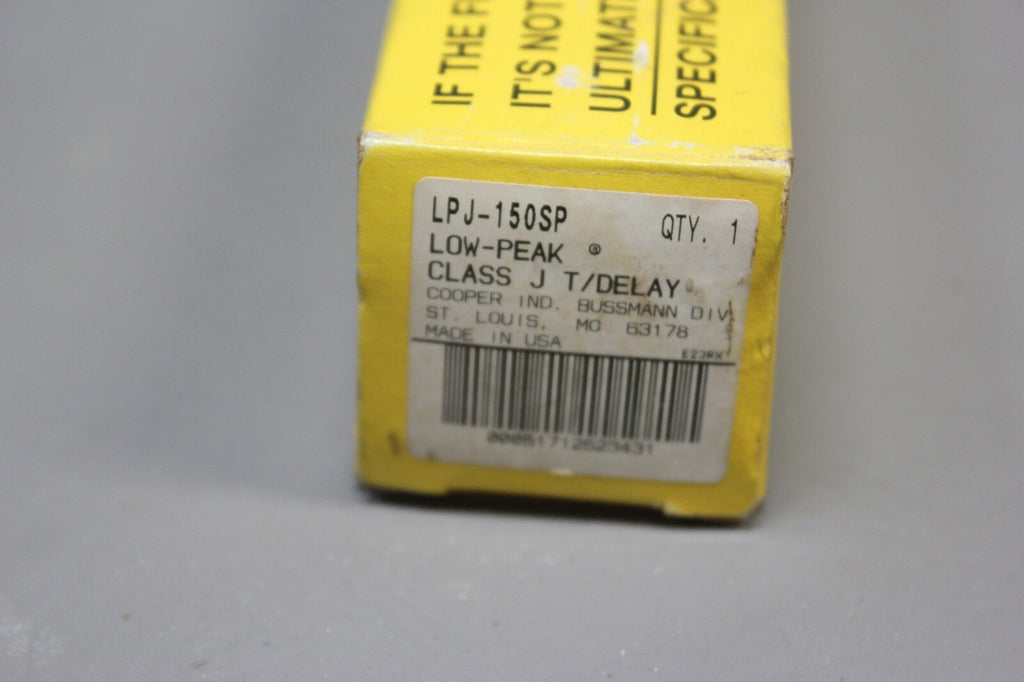 IF THE
IT'S NOT
ULTIMAT
SPECIFIC
LPJ-150SP QTY. 1
LOW-PEAK ®
CLASS J T/DELAY
COOPER IND. BUSSMANN DIV
ST. LOUIS, MO 63178
MADE IN USA E23RX
00051712623431